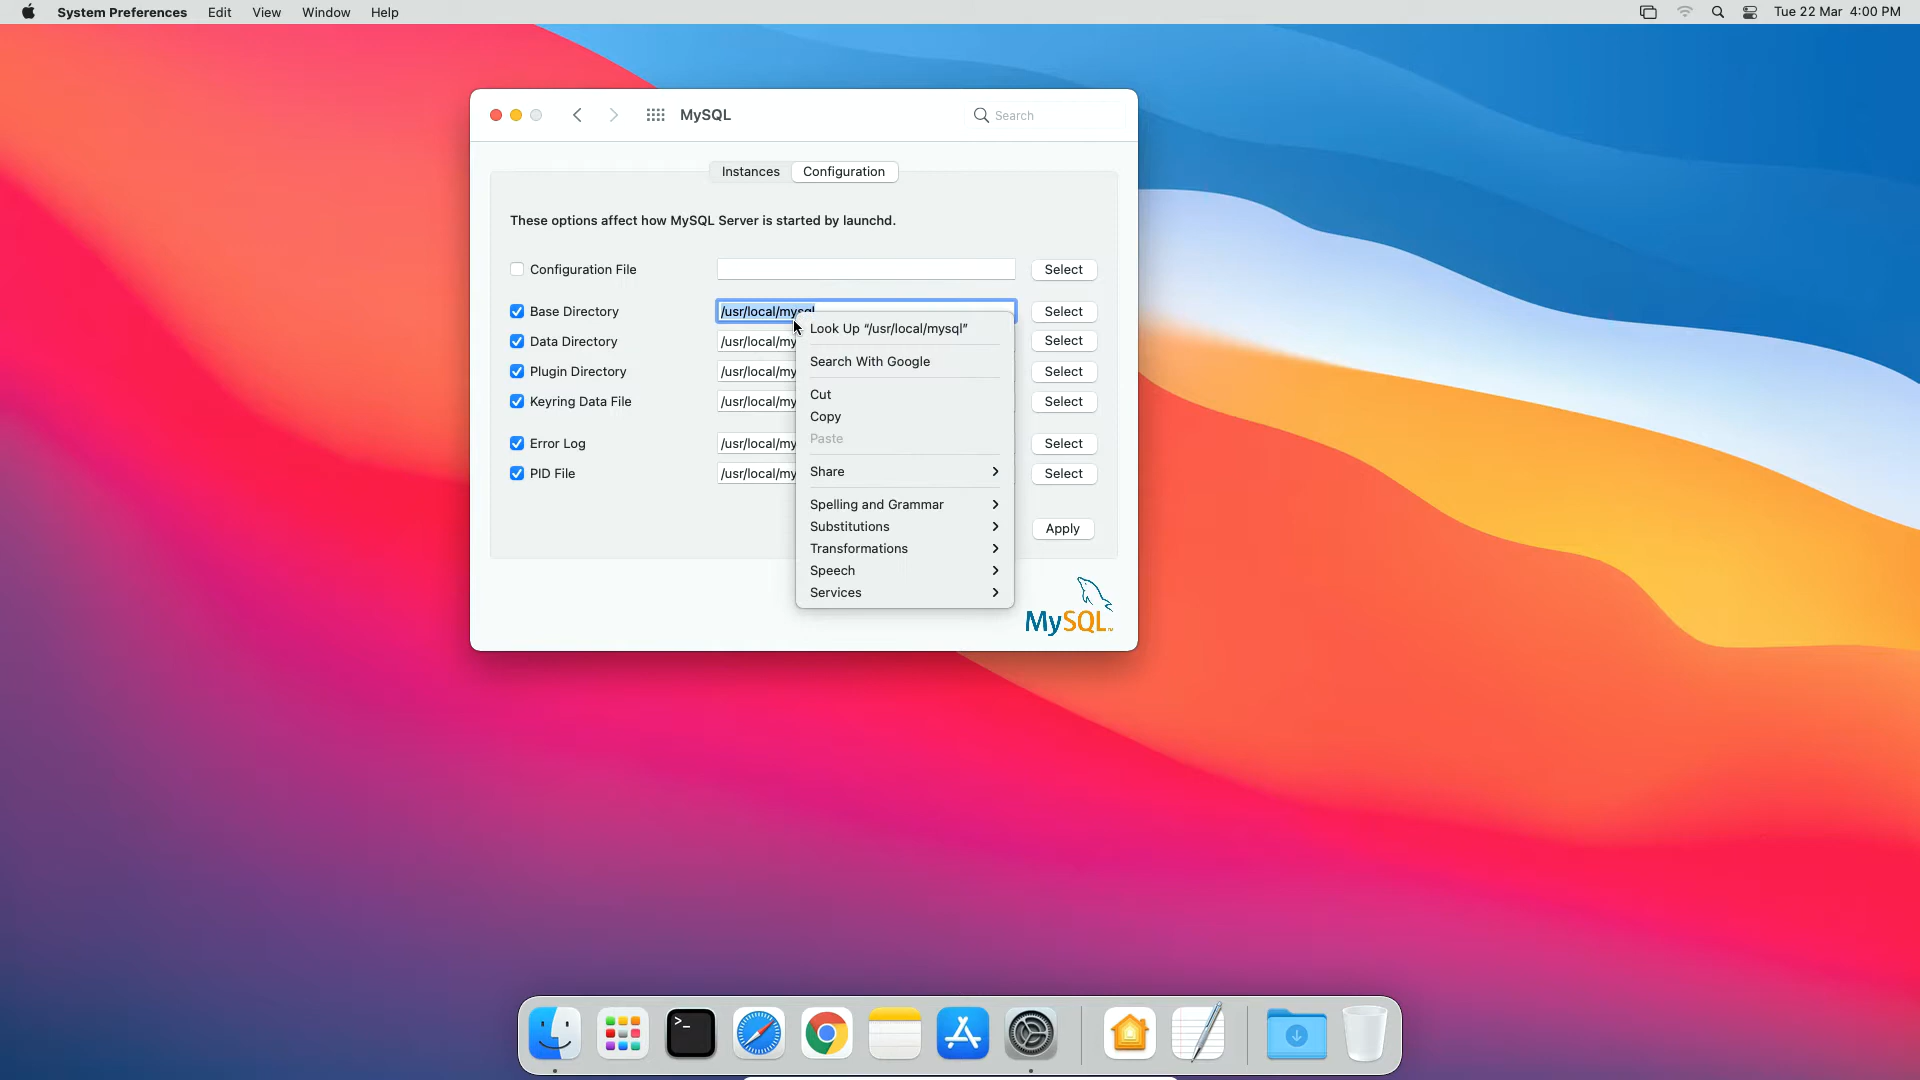 System Preferences Edit View Window Help Tue 22 Mar 4:00 PM
MySQL Search
Instances Configuration
These options affect how MySQL Server is started by launchd.
Configuration File Select
Base Directory /usr/local/mysql Select
Look Up “/usr/local/mysql”
Data Directory /usr/local/my Select
Search With Google
Plugin Directory /usr/local/my Select
Cut
Keyring Data File /usr/local/my Select
Copy
Paste
Error Log /usr/local/my Select
Share
PID File /usr/local/my Select
Spelling and Grammar
Substitutions Apply
Transformations
Speech
Services
MySQL™
>_